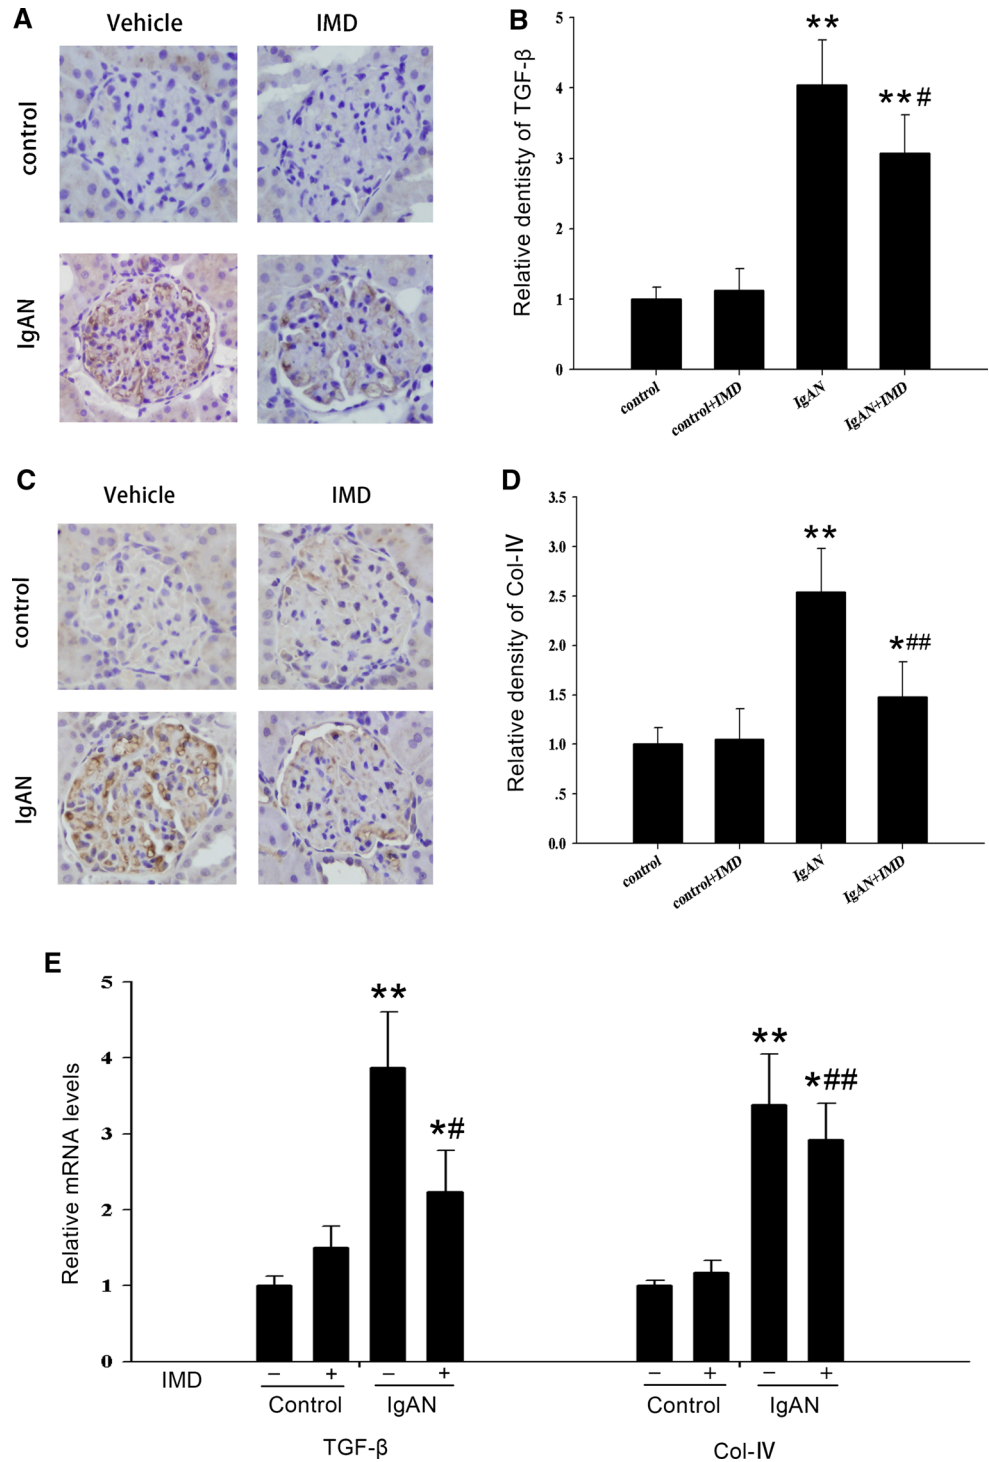 A
Vehicle IMD
control
IgAN
B
Relative dentisty of TGF-β
5
4
3
2
1
0
**
**#
control
control+IMD
IgAN
IgAN+IMD
C
Vehicle IMD
control
IgAN
D
Relative density of Col-IV
3.5
3.0
2.5
2.0
1.5
1.0
.5
0.0
**
*##
control
control+IMD
IgAN
IgAN+IMD
E
Relative mRNA levels
5
4
3
2
1
0
**
*#
**
*##
IMD − + − + − + − +
Control IgAN Control IgAN
TGF-β Col-IV